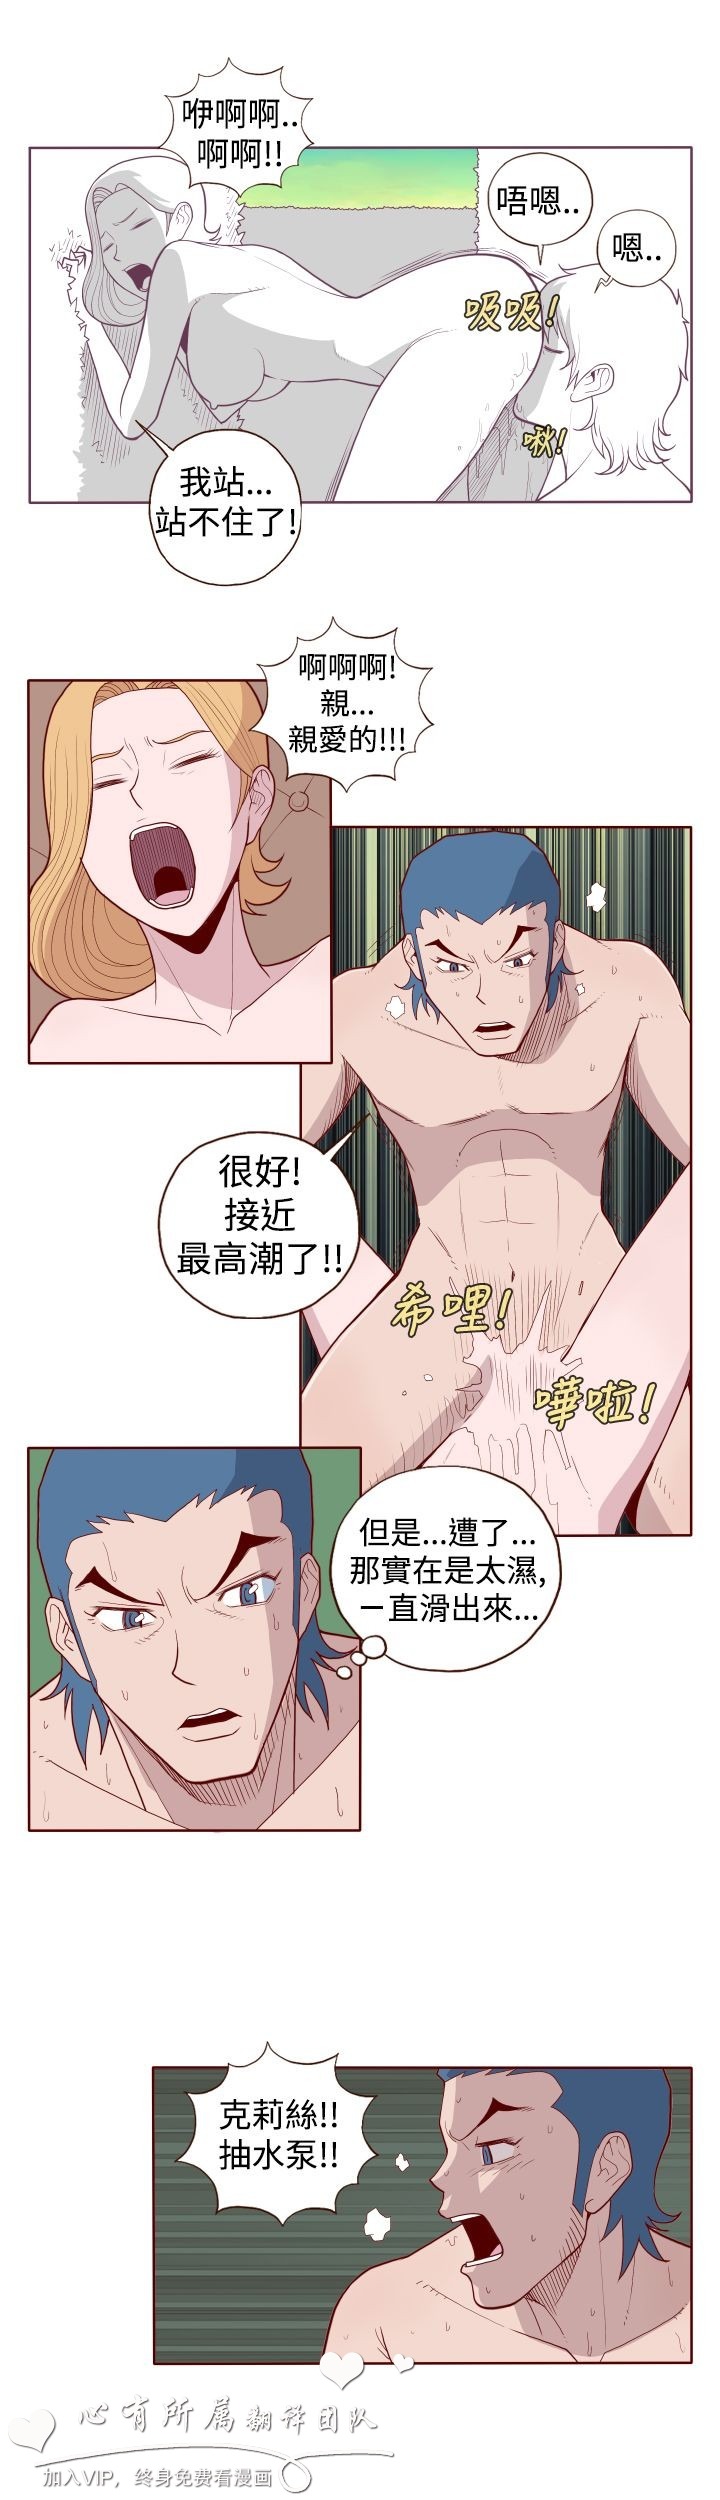 咿啊啊..
啊啊!!
唔嗯..
嗯..
吸吸!
啾!
我站...
站不住了!
啊啊啊!
親...
親愛的!!!
很好!
接近
最高潮了!!
希哩!
嘩啦!
但是...遭了...
那實在是太濕,
一直滑出來...
克莉絲!!
抽水泵!!
心有所属翻译团队
加入VIP，终身免费看漫画